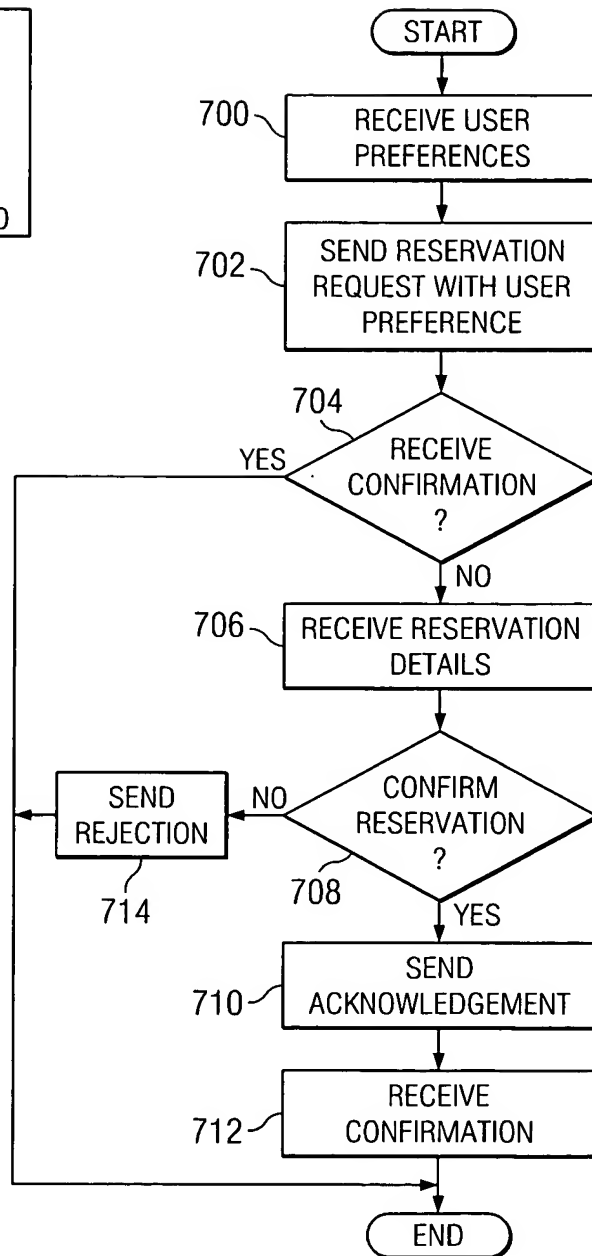 START
700
RECEIVE USER
PREFERENCES
0
702
SEND RESERVATION
REQUEST WITH USER
PREFERENCE
704
YES
RECEIVE
CONFIRMATION
?
NO
706
RECEIVE RESERVATION
DETAILS
SEND
REJECTION
714
NO
CONFIRM
RESERVATION
?
708
YES
710
SEND
ACKNOWLEDGEMENT
712
RECEIVE
CONFIRMATION
END